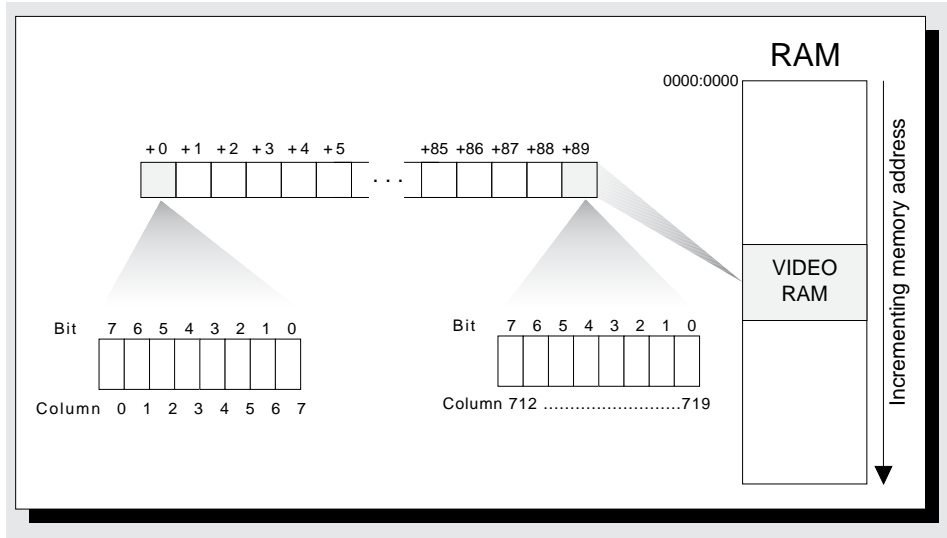 RAM
0000:0000
+0 +1 +2 +3 +4 +5 +85 +86 +87 +88 +89
. . .
VIDEO
RAM
Incrementing memory address
Bit 7 6 5 4 3 2 1 0
Column 0 1 2 3 4 5 6 7
Bit 7 6 5 4 3 2 1 0
Column 712 ..........................719